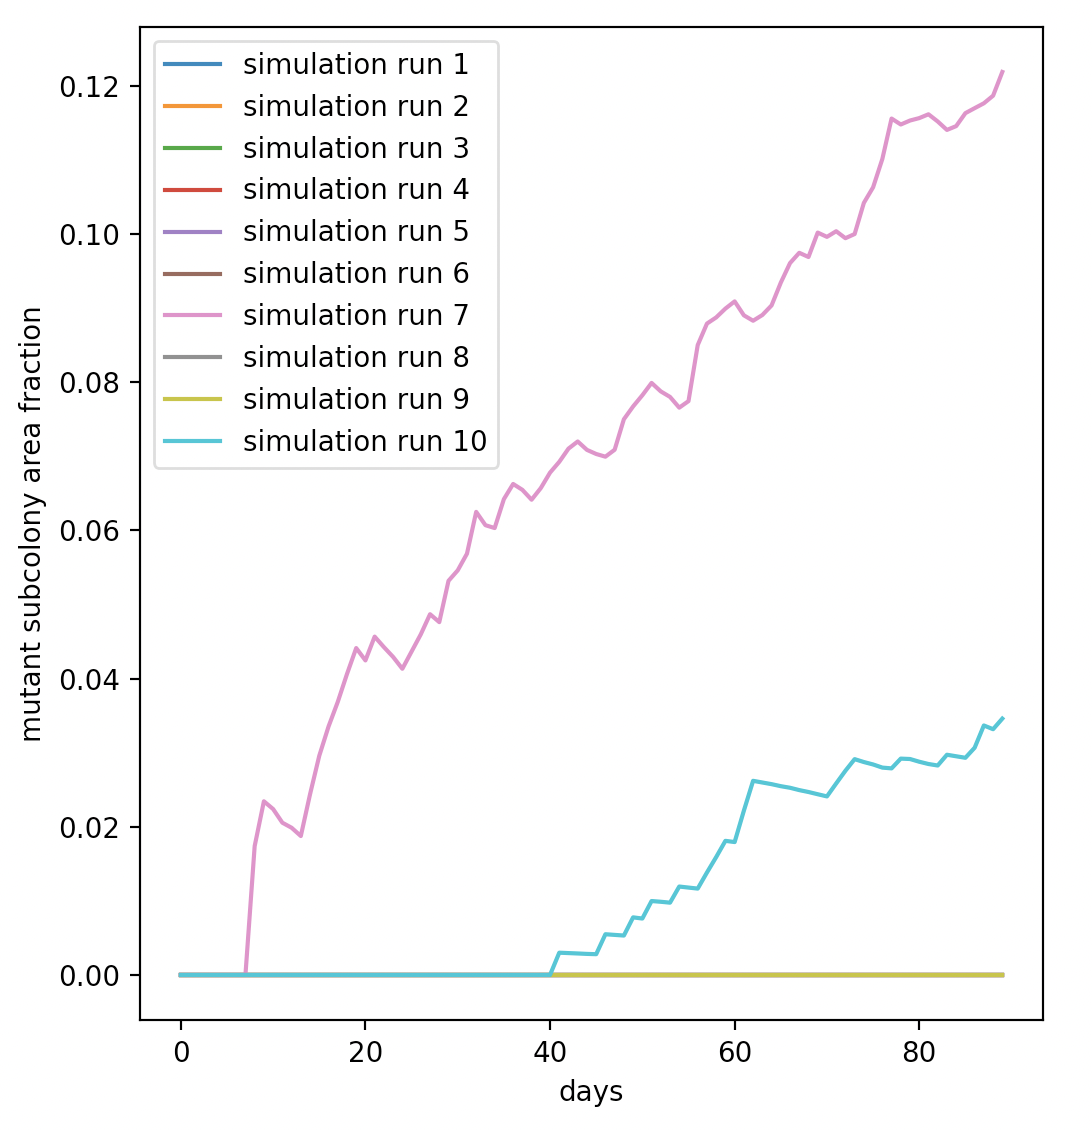 simulation run 1
simulation run 2
simulation run 3
simulation run 4
simulation run 5
simulation run 6
simulation run 7
simulation run 8
simulation run 9
simulation run 10
mutant subcolony area fraction
0.12
0.10
0.08
0.06
0.04
0.02
0.00
0 20 40 60 80
days